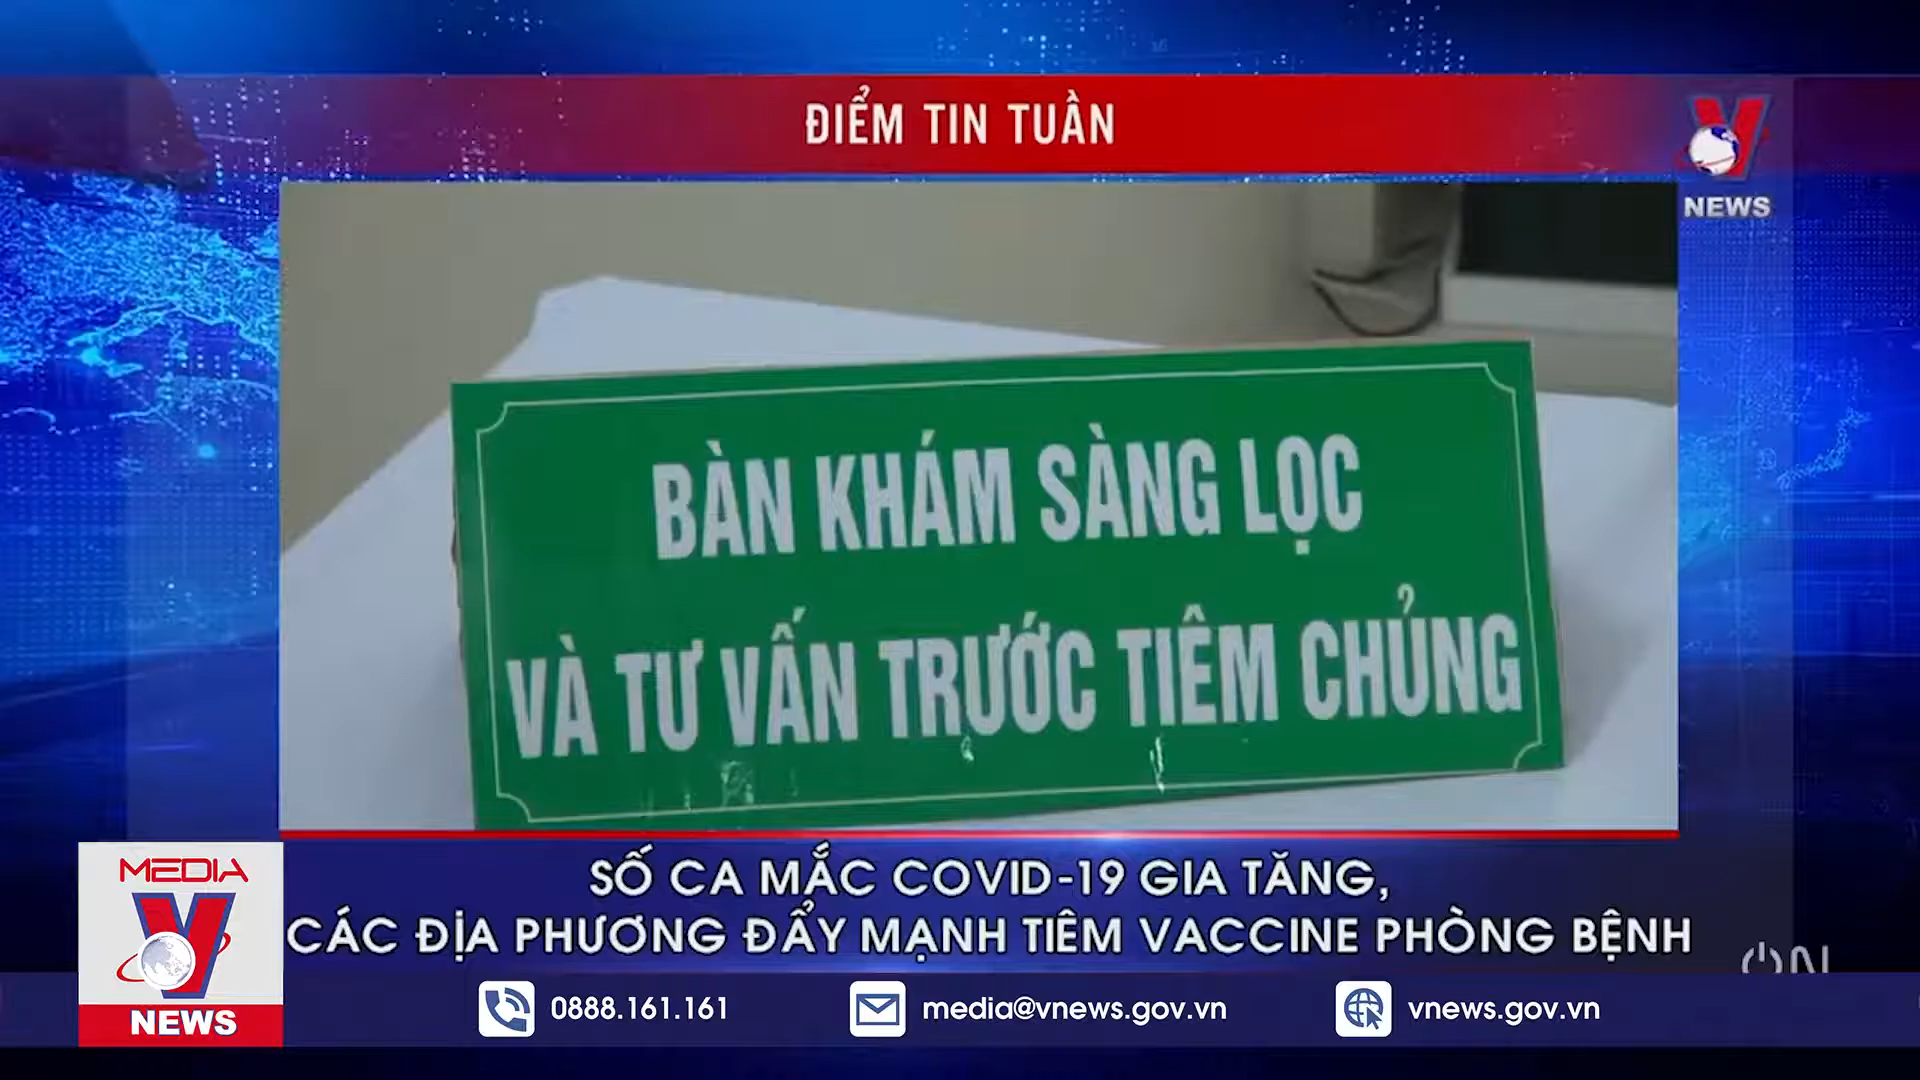 ĐIỂM TIN TUẦN
NEWS
BÀN KHÁM SÀNG LỌC
VÀ TƯ VẤN TRƯỚC TIÊM CHỦNG
MEDIA
NEWS
SỐ CA MẮC COVID-19 GIA TĂNG,
CÁC ĐỊA PHƯƠNG ĐẨY MẠNH TIÊM VACCINE PHÒNG BỆNH
0888.161.161
media@vnews.gov.vn
vnews.gov.vn